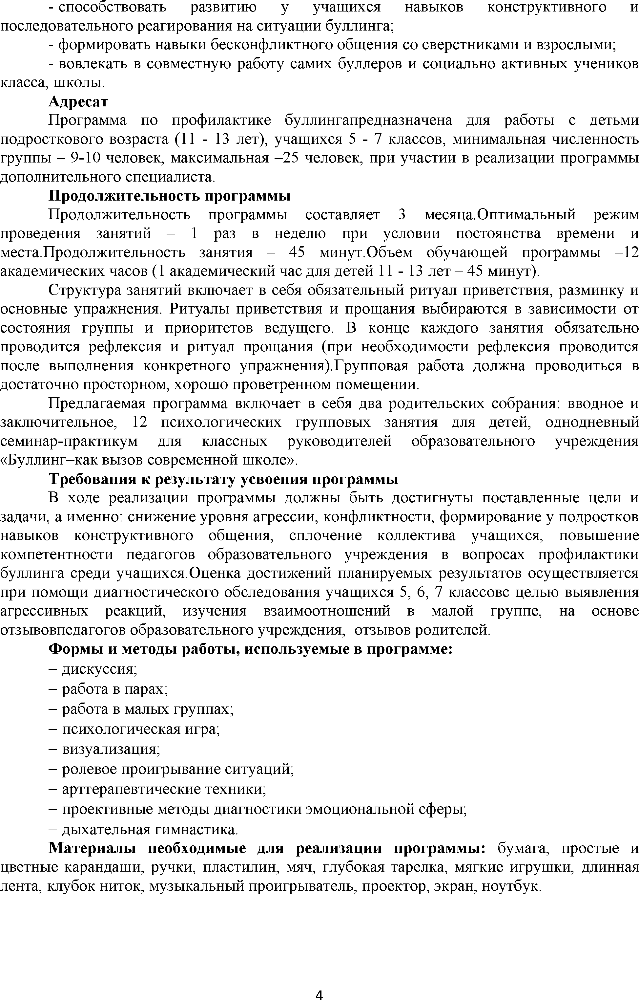 - способствовать развитию у учащихся навыков конструктивного и
последовательного реагирования на ситуации буллинга;
- формировать навыки бесконфликтного общения со сверстниками и взрослыми;
- вовлекать в совместную работу самих буллеров и социально активных учеников
класса, школы.
Адресат
Программа по профилактике буллингапредназначена для работы с детьми
подросткового возраста (11 - 13 лет), учащихся 5 - 7 классов, минимальная численность
группы – 9-10 человек, максимальная –25 человек, при участии в реализации программы
дополнительного специалиста.
Продолжительность программы
Продолжительность программы составляет 3 месяца.Оптимальный режим
проведения занятий – 1 раз в неделю при условии постоянства времени и
места.Продолжительность занятия – 45 минут.Объем обучающей программы –12
академических часов (1 академический час для детей 11 - 13 лет – 45 минут).
Структура занятий включает в себя обязательный ритуал приветствия, разминку и
основные упражнения. Ритуалы приветствия и прощания выбираются в зависимости от
состояния группы и приоритетов ведущего. В конце каждого занятия обязательно
проводится рефлексия и ритуал прощания (при необходимости рефлексия проводится
после выполнения конкретного упражнения).Групповая работа должна проводиться в
достаточно просторном, хорошо проветренном помещении.
Предлагаемая программа включает в себя два родительских собрания: вводное и
заключительное, 12 психологических групповых занятия для детей, однодневный
семинар-практикум для классных руководителей образовательного учреждения
«Буллинг–как вызов современной школе».
Требования к результату усвоения программы
В ходе реализации программы должны быть достигнуты поставленные цели и
задачи, а именно: снижение уровня агрессии, конфликтности, формирование у подростков
навыков конструктивного общения, сплочение коллектива учащихся, повышение
компетентности педагогов образовательного учреждения в вопросах профилактики
буллинга среди учащихся.Оценка достижений планируемых результатов осуществляется
при помощи диагностического обследования учащихся 5, 6, 7 классовс целью выявления
агрессивных реакций, изучения взаимоотношений в малой группе, на основе
отзывовпедагогов образовательного учреждения, отзывов родителей.
Формы и методы работы, используемые в программе:
– дискуссия;
– работа в парах;
– работа в малых группах;
– психологическая игра;
– визуализация;
– ролевое проигрывание ситуаций;
– арттерапевтические техники;
– проективные методы диагностики эмоциональной сферы;
– дыхательная гимнастика.
Материалы необходимые для реализации программы: бумага, простые и
цветные карандаши, ручки, пластилин, мяч, глубокая тарелка, мягкие игрушки, длинная
лента, клубок ниток, музыкальный проигрыватель, проектор, экран, ноутбук.
4